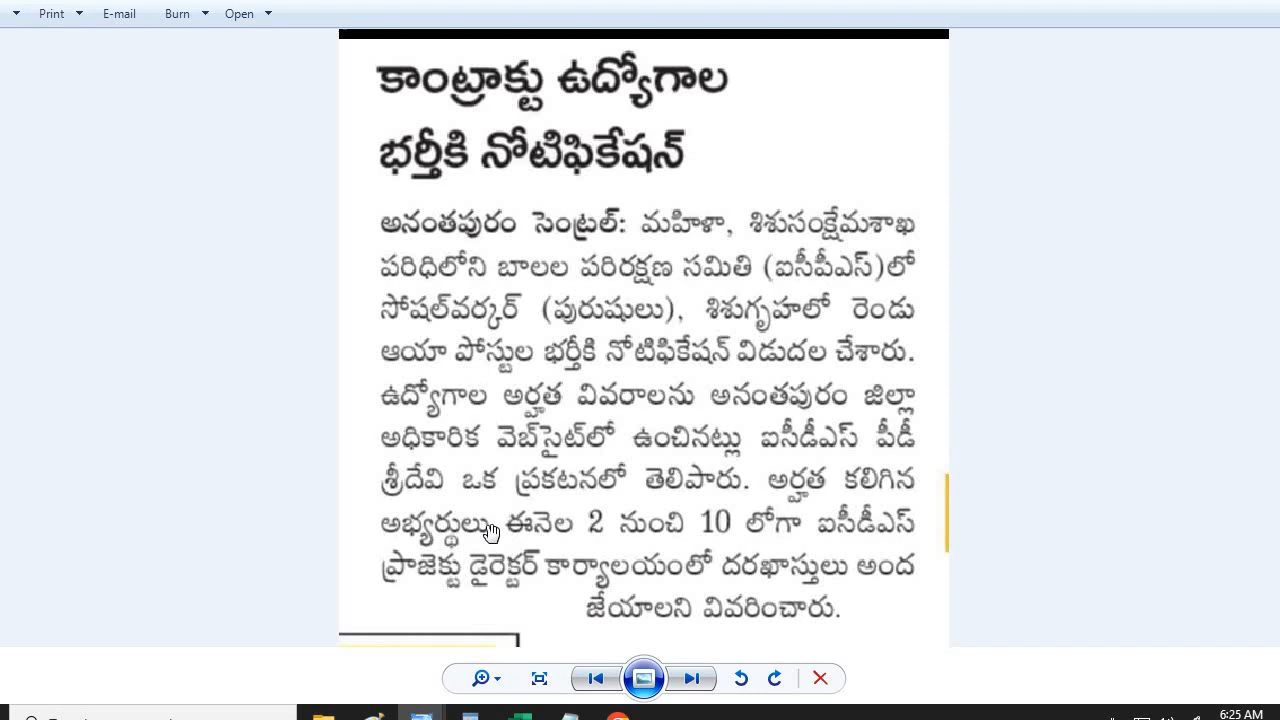 Print E-mail Burn Open
కాంట్రాక్టు ఉద్యోగాల
భర్తీకి నోటిఫికేషన్
అనంతపురం సెంట్రల్: మహిళా, శిశుసంక్షేమశాఖ
పరిధిలోని బాలల పరిరక్షణ సమితి (ఐసీపీఎస్)లో
సోషల్‌వర్కర్ (పురుషులు), శిశుగృహలో రెండు
ఆయా పోస్టుల భర్తీకి నోటిఫికేషన్ విడుదల చేశారు.
ఉద్యోగాల అర్హత వివరాలను అనంతపురం జిల్లా
అధికారిక వెబ్‌సైట్‌లో ఉంచినట్లు ఐసీడీఎస్ పీడీ
శ్రీదేవి ఒక ప్రకటనలో తెలిపారు. అర్హత కలిగిన
అభ్యర్థులు ఈనెల 2 నుంచి 10 లోగా ఐసీడీఎస్
ప్రాజెక్టు డైరెక్టర్ కార్యాలయంలో దరఖాస్తులు అంద
జేయాలని వివరించారు.
6:25 AM